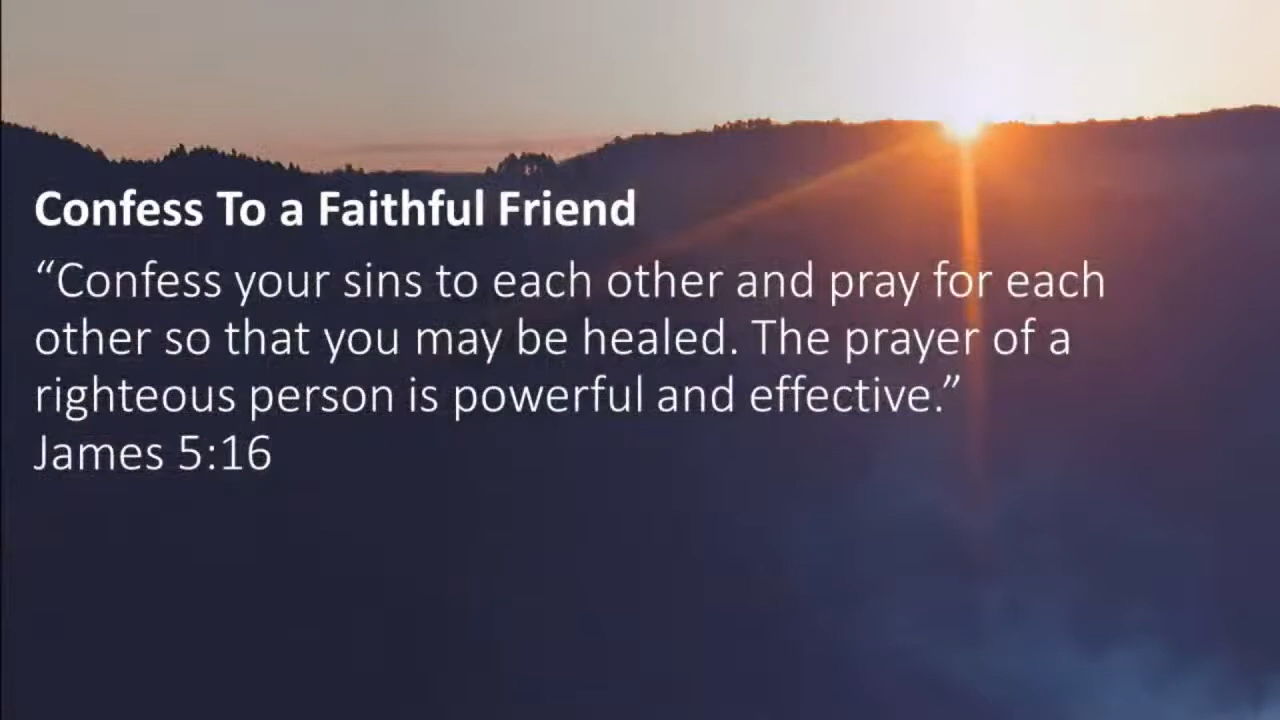 Confess To a Faithful Friend
“Confess your sins to each other and pray for each
other so that you may be healed. The prayer of a
righteous person is powerful and effective.”
James 5:16